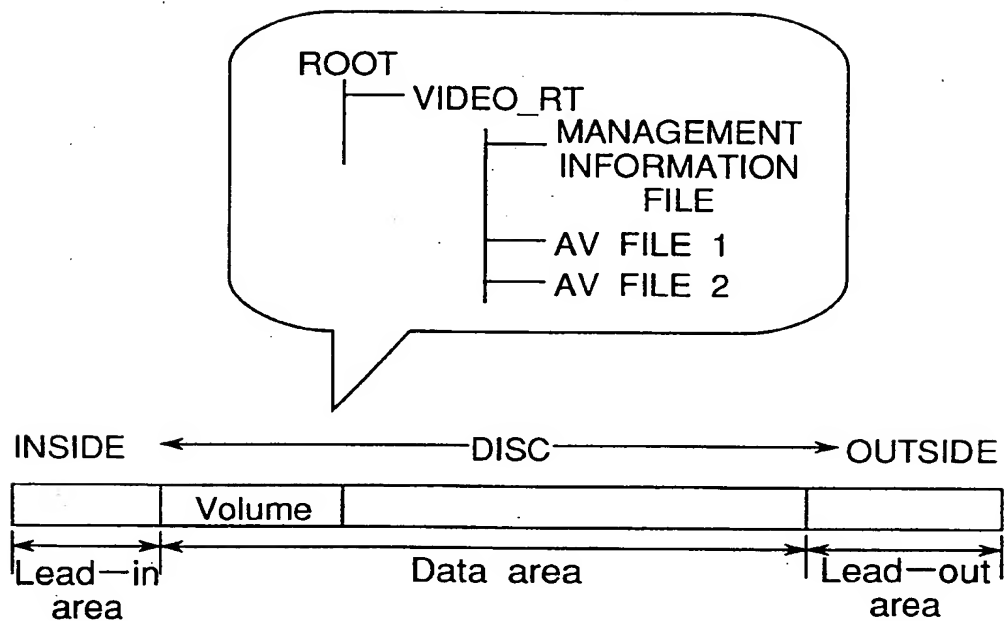 ROOT
VIDEO_RT
MANAGEMENT
INFORMATION
FILE
AV FILE 1
AV FILE 2
INSIDE DISC OUTSIDE
Volume
Lead-in
area
Data area
Lead-out
area